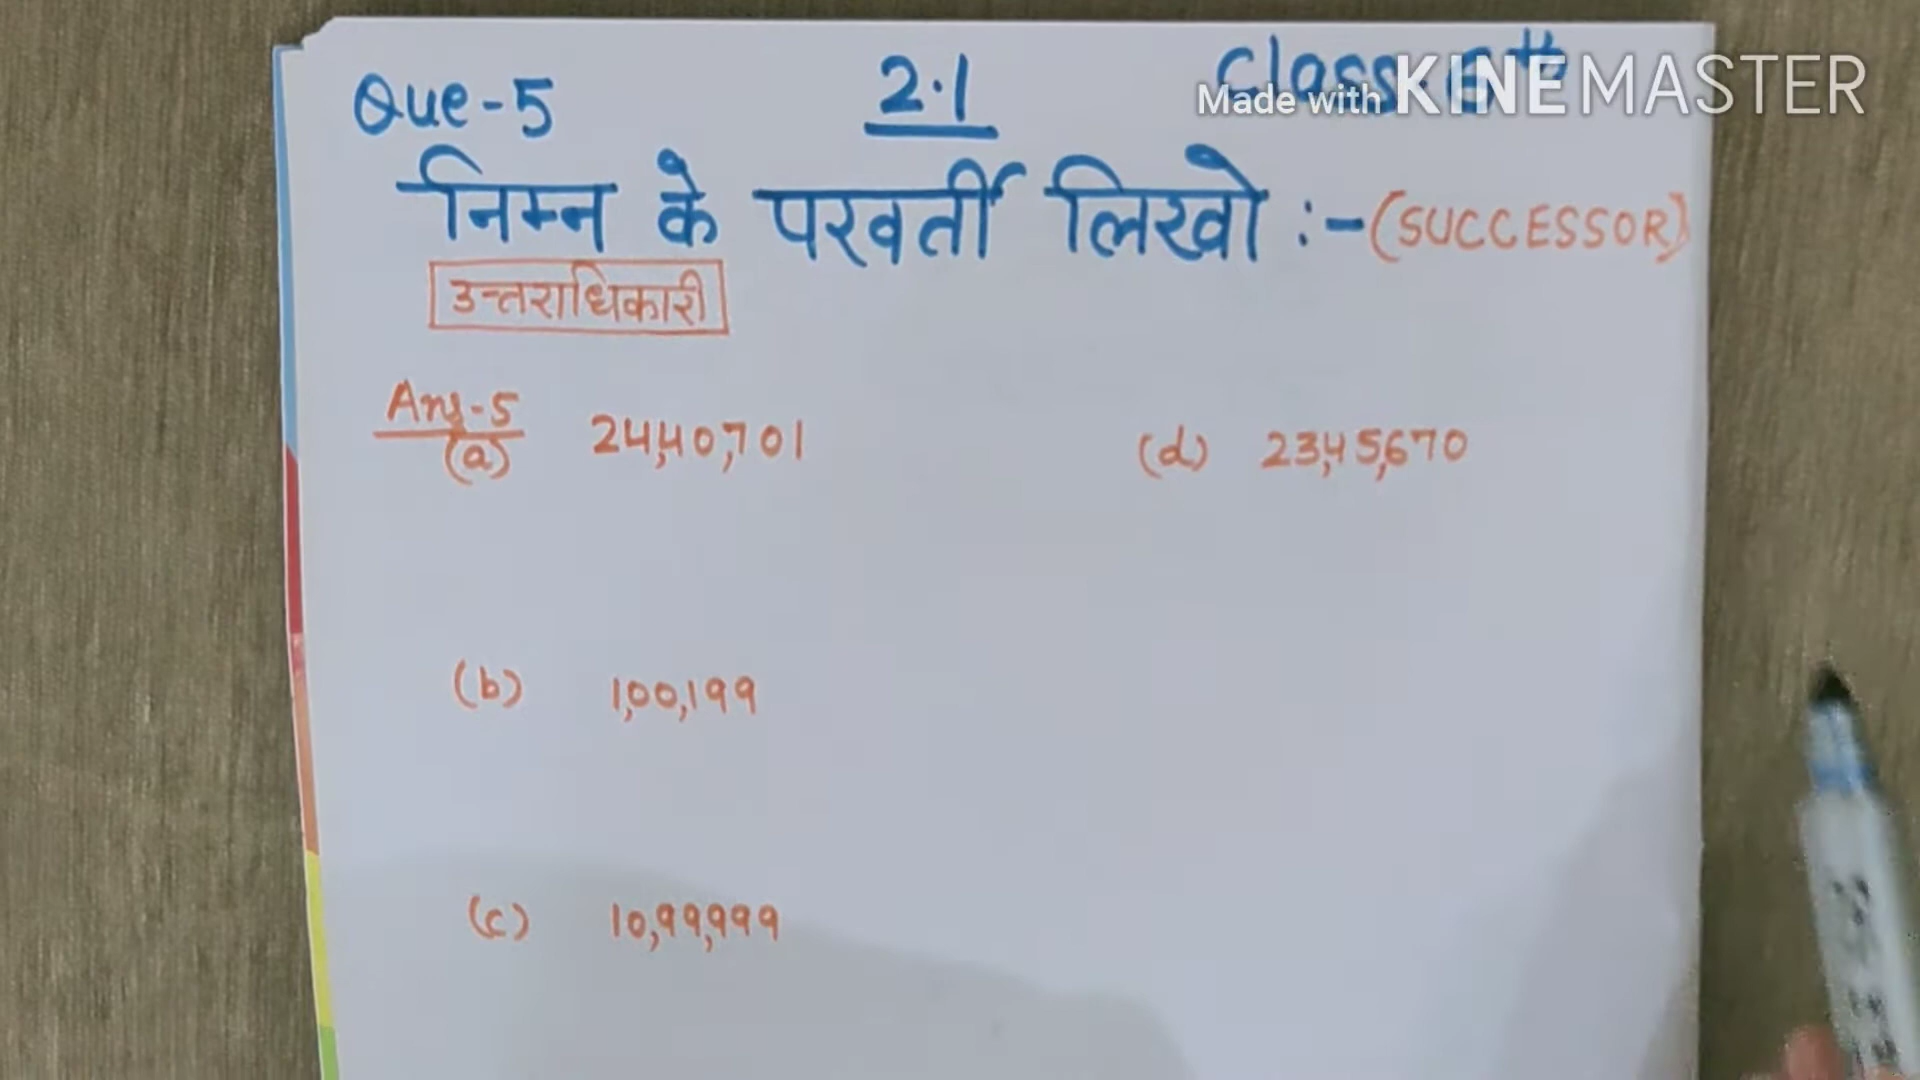 Que-5 2.1 Class-6th
Made with KINEMASTER
निम्न के परवर्ती लिखो :- (SUCCESSOR)
उत्तराधिकारी
Ans-5
(a) 24,40,701 (d) 23,45,670
(b) 1,00,199
(c) 10,99,999